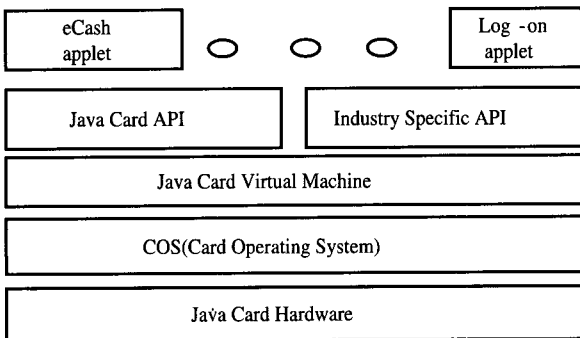 eCash
applet
Log -on
applet
Java Card API
Industry Specific API
Java Card Virtual Machine
COS(Card Operating System)
Java Card Hardware